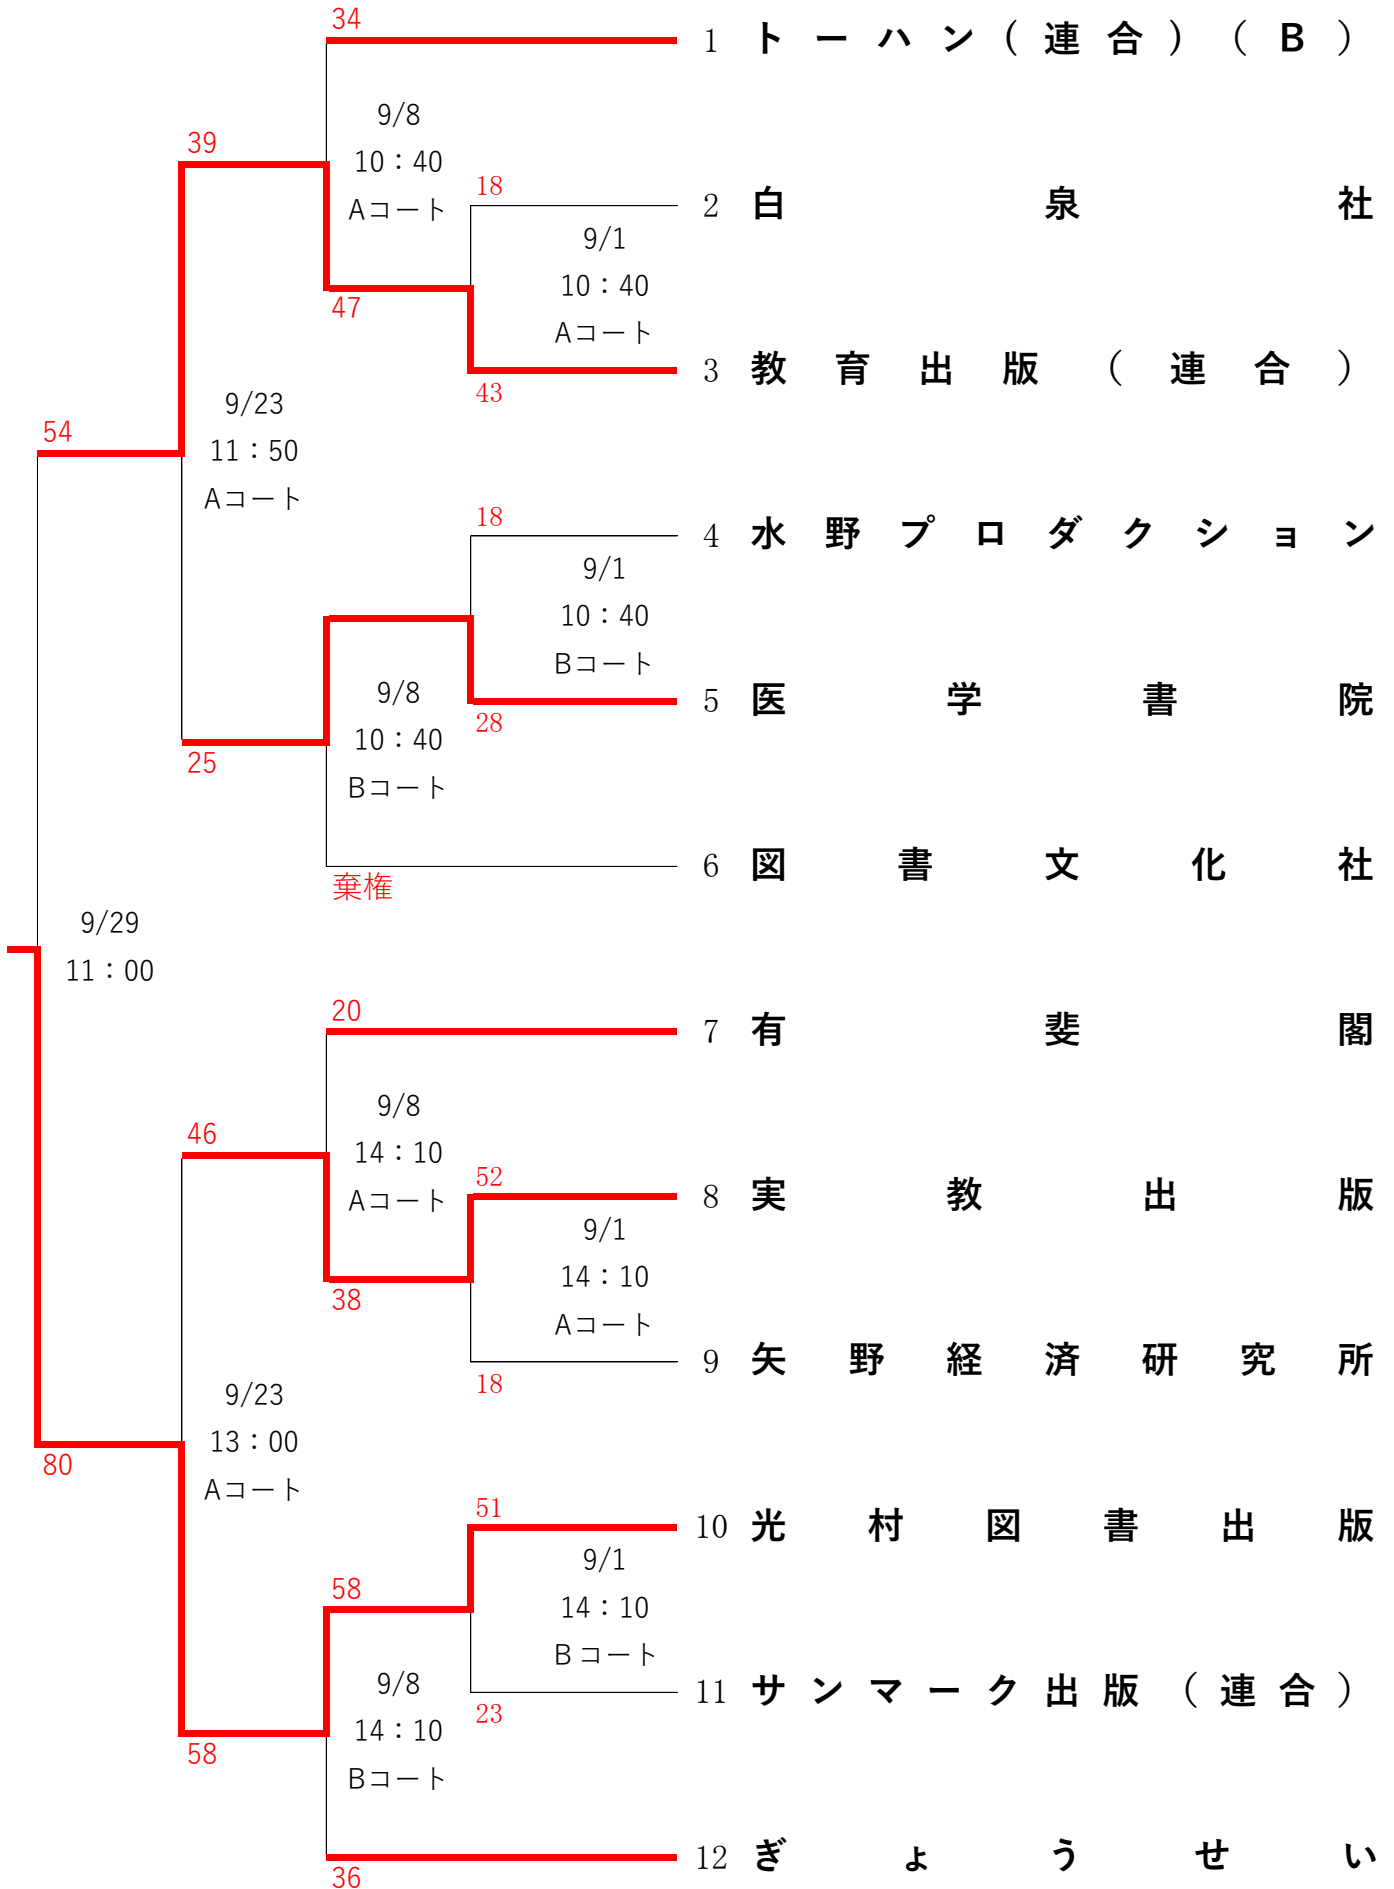 34
1 トーハン(連合)(B)
9/8
10：40
Aコート
39
18
2 白泉社
9/1
10：40
Aコート
47
3 教育出版(連合)
43
9/23
11：50
Aコート
54
18
4 水野プロダクション
9/1
10：40
Bコート
5 医学書院
28
9/8
10：40
Bコート
25
6 図書文化社
棄権
9/29
11：00
20
7 有斐閣
9/8
14：10
Aコート
46
52
8 実教出版
9/1
14：10
Aコート
38
9 矢野経済研究所
18
9/23
13：00
Aコート
80
51
10 光村図書出版
9/1
14：10
Bコート
58
11 サンマーク出版(連合)
23
9/8
14：10
Bコート
58
12 ぎょうせい
36